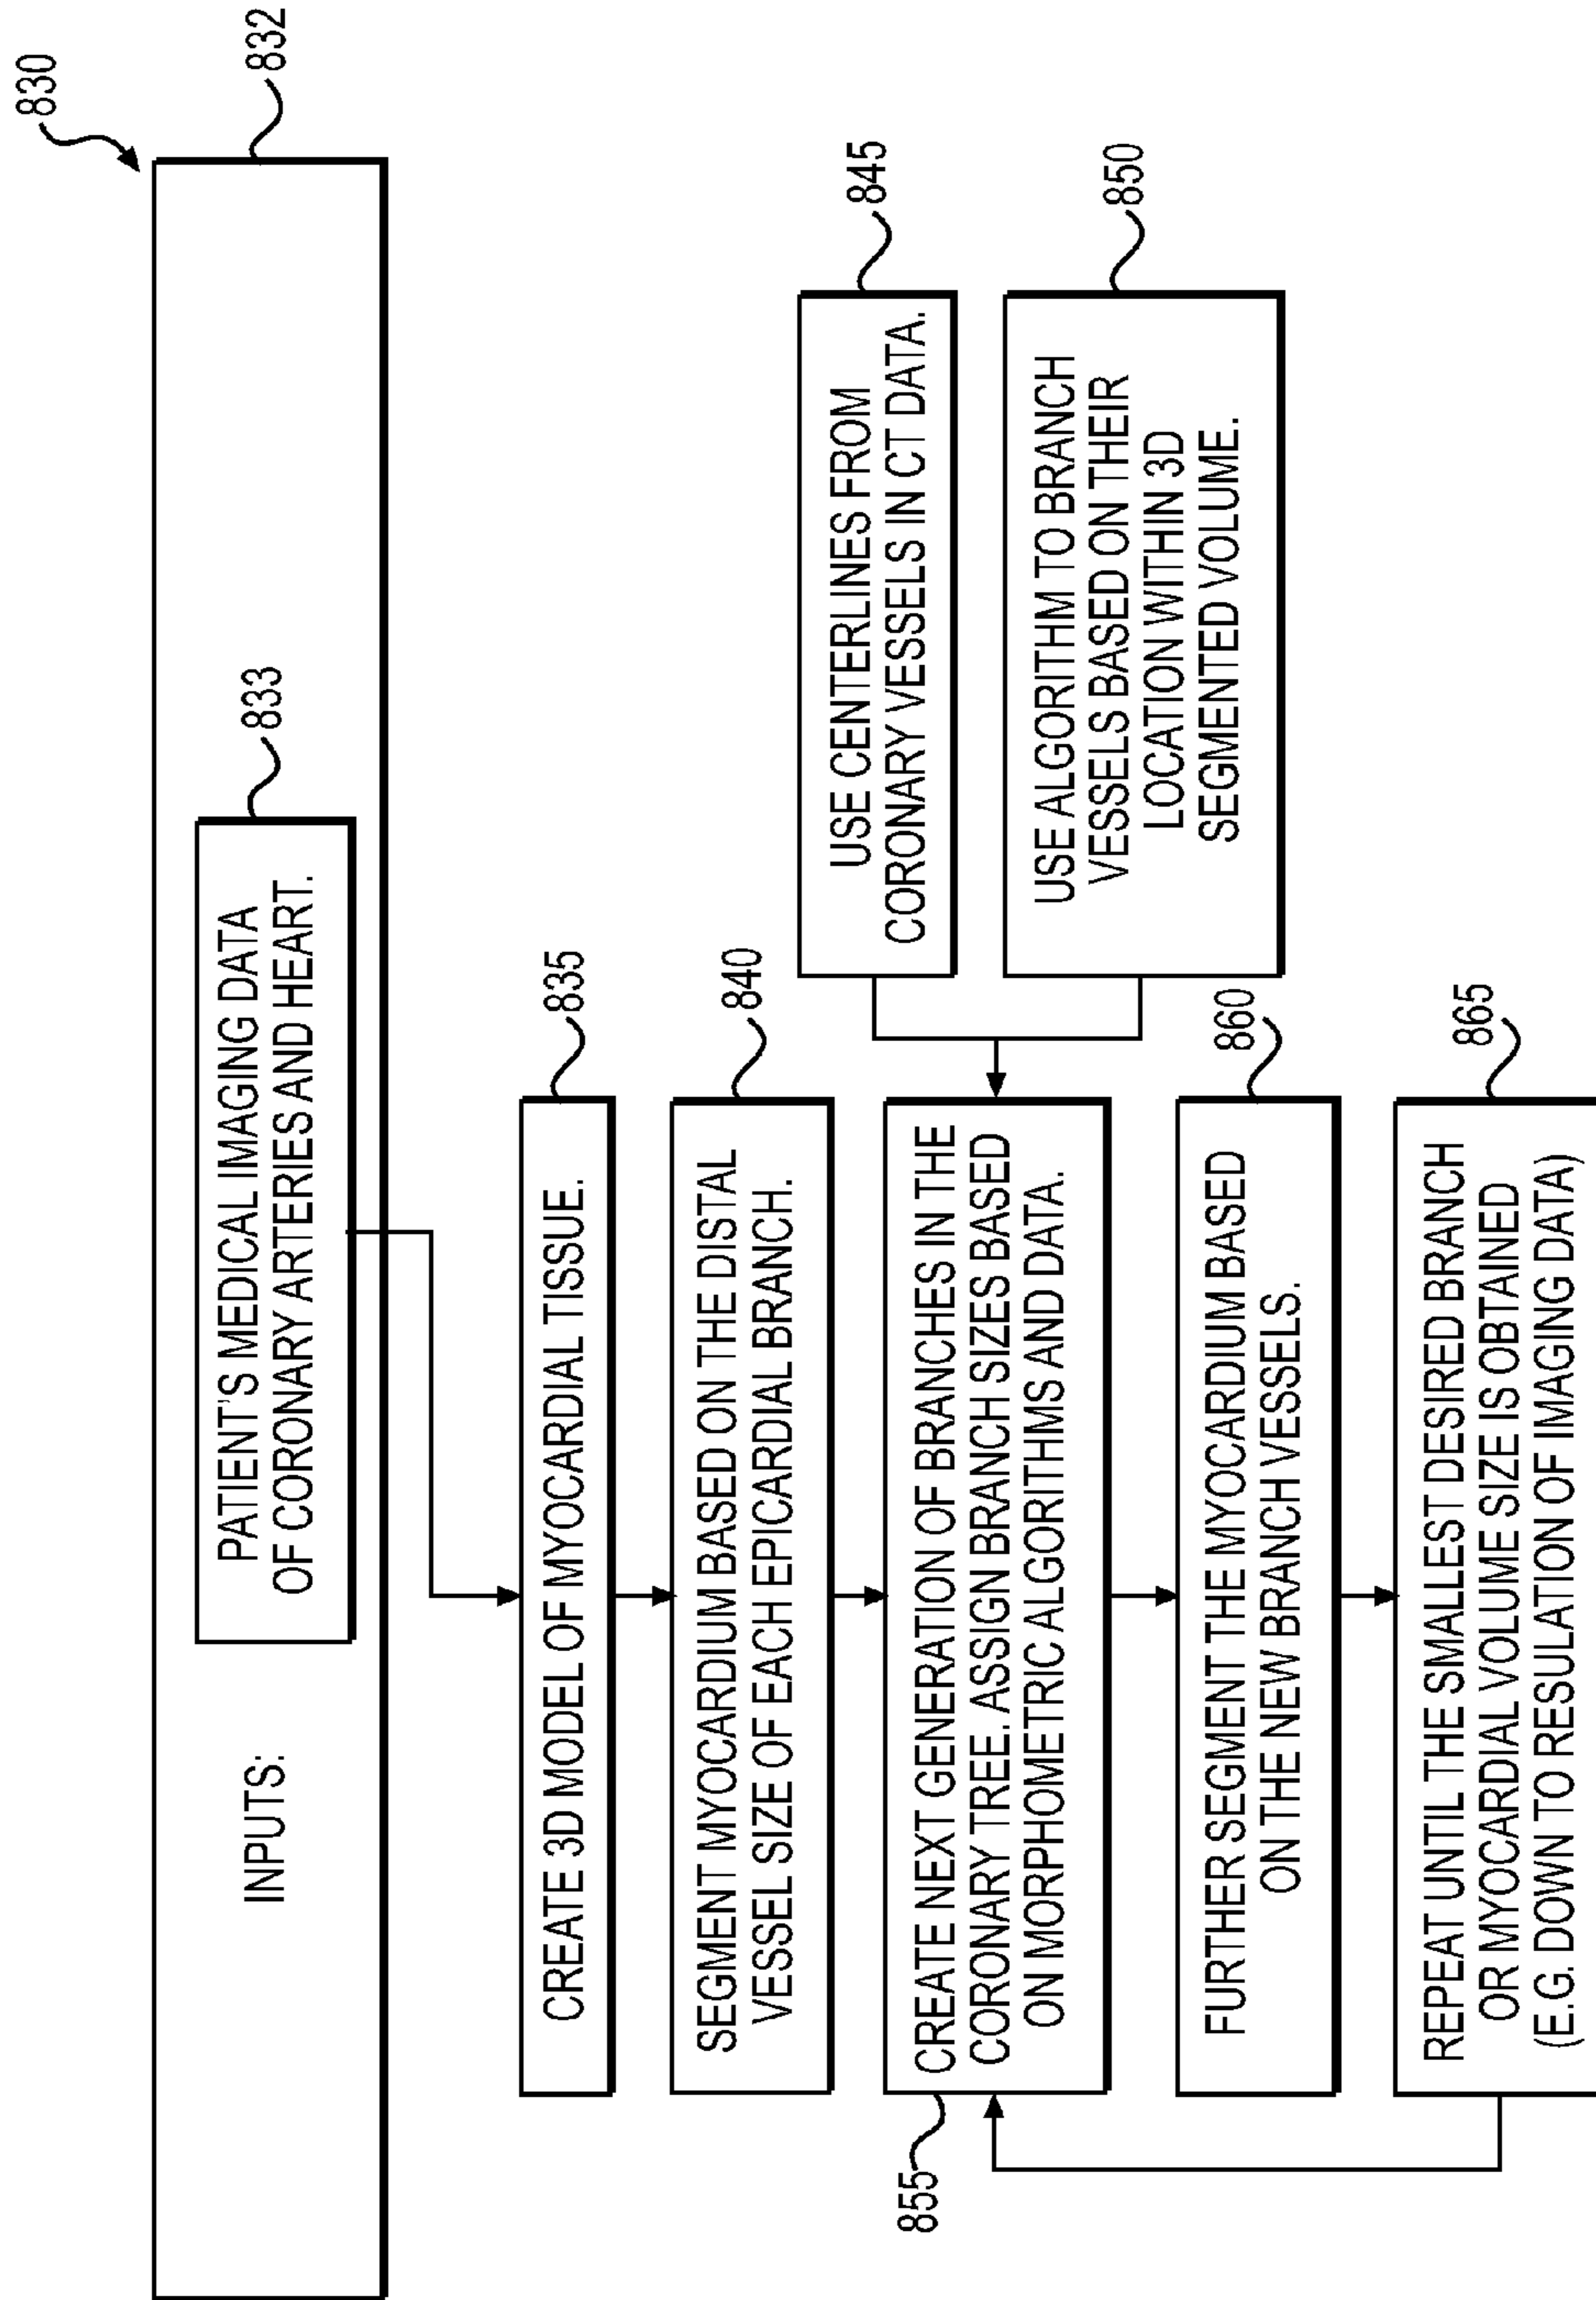 830
832
INPUTS:
833
PATIENT'S MEDICAL IMAGING DATA
OF CORONARY ARTERIES AND HEART.
835
CREATE 3D MODEL OF MYOCARDIAL TISSUE.
840
SEGMENT MYOCARDIUM BASED ON THE DISTAL
VESSEL SIZE OF EACH EPICARDIAL BRANCH.
845
USE CENTERLINES FROM
CORONARY VESSELS IN CT DATA.
850
USE ALGORITHM TO BRANCH
VESSELS BASED ON THEIR
LOCATION WITHIN 3D
SEGMENTED VOLUME.
855
CREATE NEXT GENERATION OF BRANCHES IN THE
CORONARY TREE. ASSIGN BRANCH SIZES BASED
ON MORPHOMETRIC ALGORITHMS AND DATA.
860
FURTHER SEGMENT THE MYOCARDIUM BASED
ON THE NEW BRANCH VESSELS.
865
REPEAT UNTIL THE SMALLEST DESIRED BRANCH
OR MYOCARDIAL VOLUME SIZE IS OBTAINED
(E.G. DOWN TO RESULATION OF IMAGING DATA)